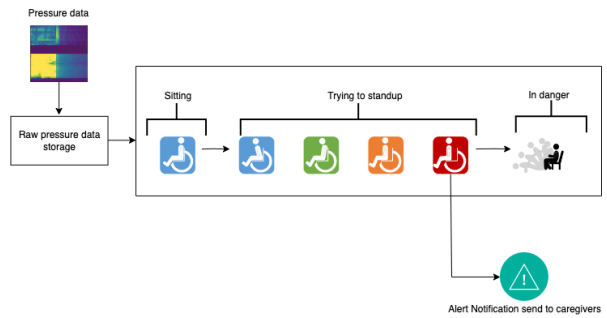 Pressure data
Raw pressure data
storage
Sitting
Trying to standup
In danger
Alert Notification send to caregivers